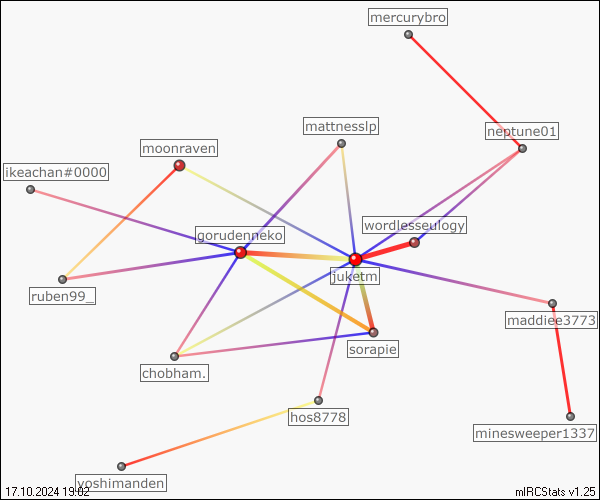 mercurybro
mattnesslp
neptune01
moonraven
ikeachan#0000
wordlesseulogy
gorudenneko
juketm
ruben99_
maddiee3773
sorapie
chobham.
hos8778
minesweeper1337
yoshimanden
17.10.2024 19:02
mIRCStats v1.25